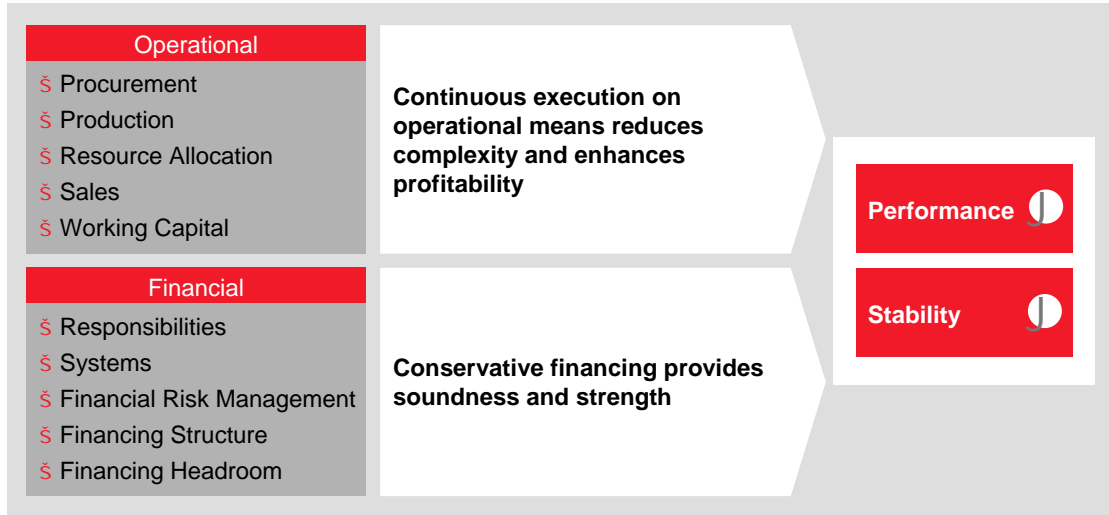 Operational
š Procurement
š Production
š Resource Allocation
š Sales
š Working Capital
Continuous execution on
operational means reduces
complexity and enhances
profitability
Financial
š Responsibilities
š Systems
š Financial Risk Management
š Financing Structure
š Financing Headroom
Conservative financing provides
soundness and strength
Performance J
Stability J